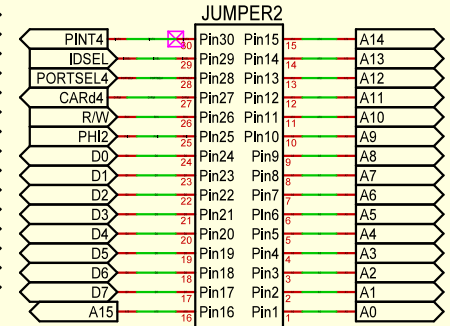 JUMPER2
PINT4 30 Pin30 Pin15 15 A14
IDSEL 29 Pin29 Pin14 14 A13
PORTSEL4 28 Pin28 Pin13 13 A12
CARd4 27 Pin27 Pin12 12 A11
R/W 26 Pin26 Pin11 11 A10
PHI2 25 PIn25 PIn10 10 A9
D0 24 Pin24 Pin9 9 A8
D1 23 Pin23 Pin8 8 A7
D2 22 Pin22 Pin7 7 A6
D3 21 PIn21 PIn6 6 A5
D4 20 Pin20 Pin5 5 A4
D5 19 Pin19 Pin4 4 A3
D6 18 Pin18 Pin3 3 A2
D7 17 Pin17 Pin2 2 A1
A15 16 Pin16 Pin1 1 A0